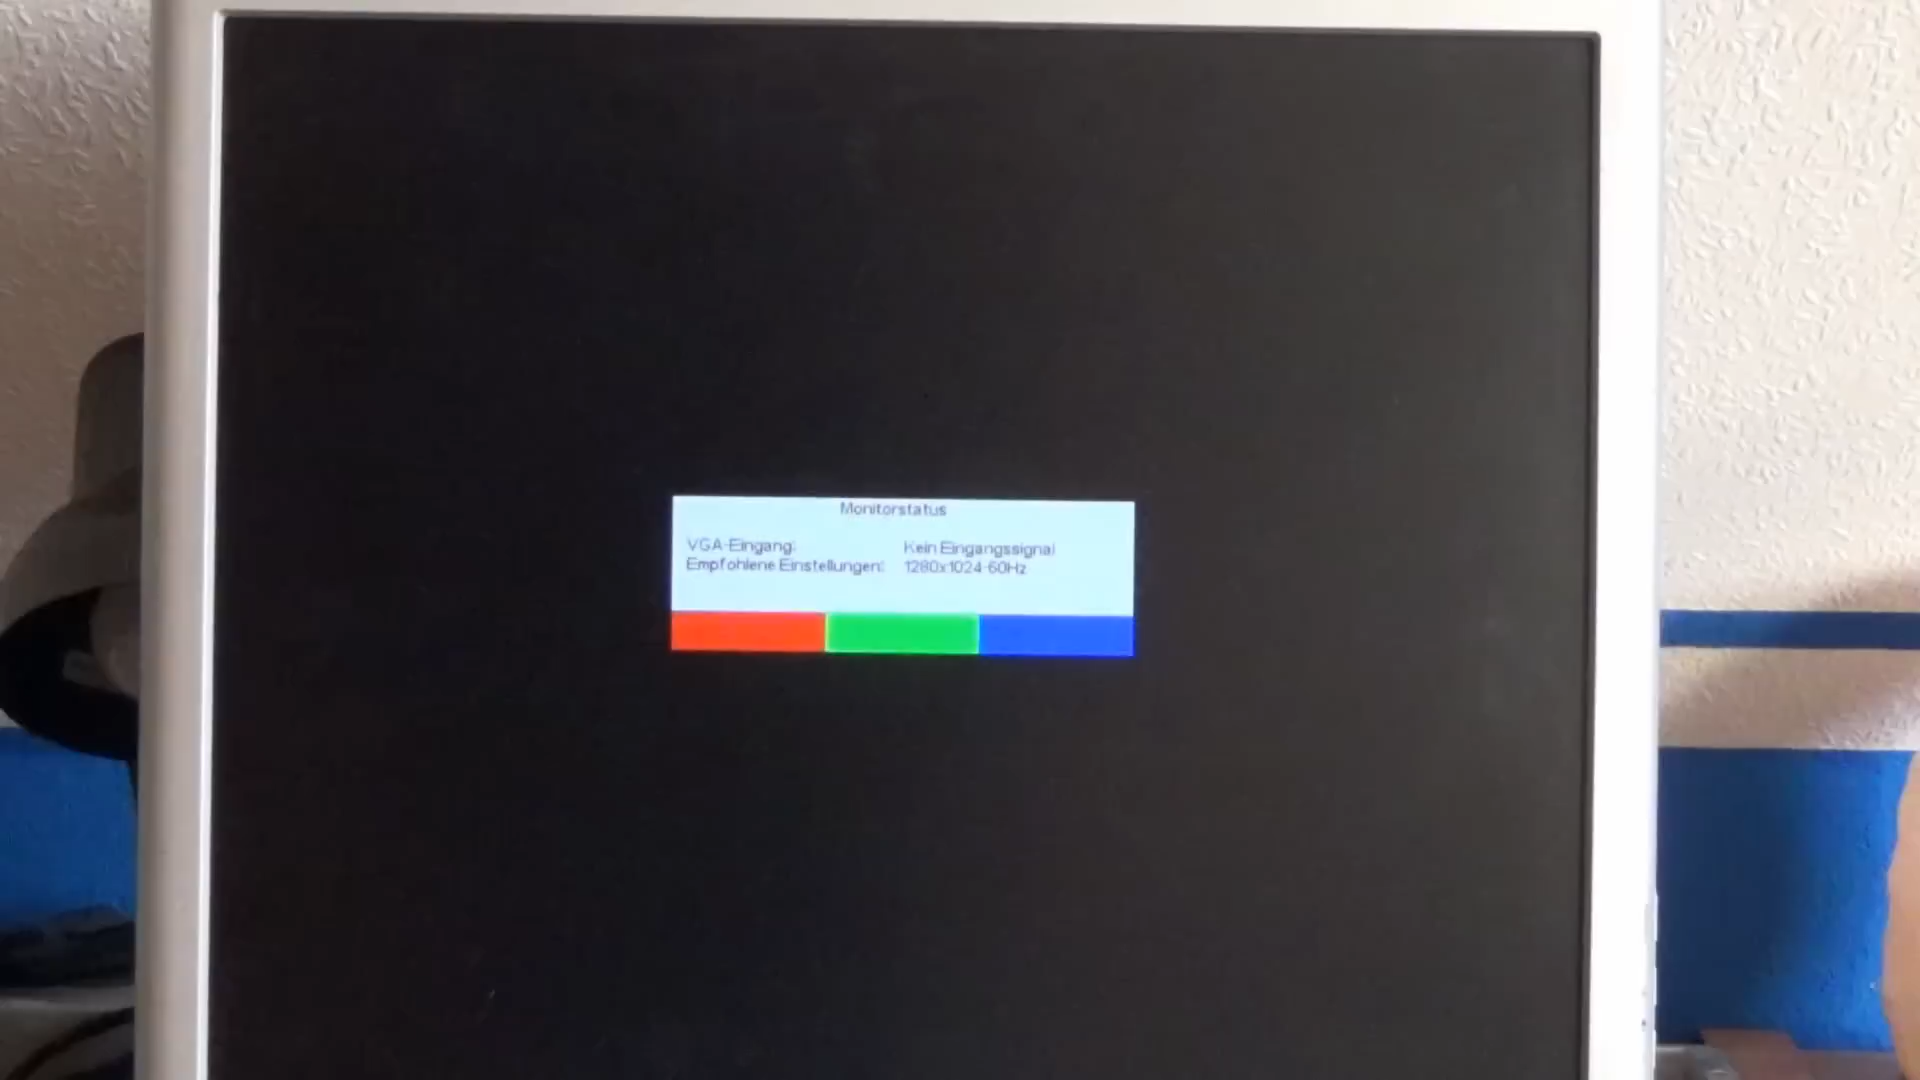 Monitorstatus
VGA-Eingang: Kein Eingangssignal
Empfohlene Einstellungen: 1280x1024-60Hz